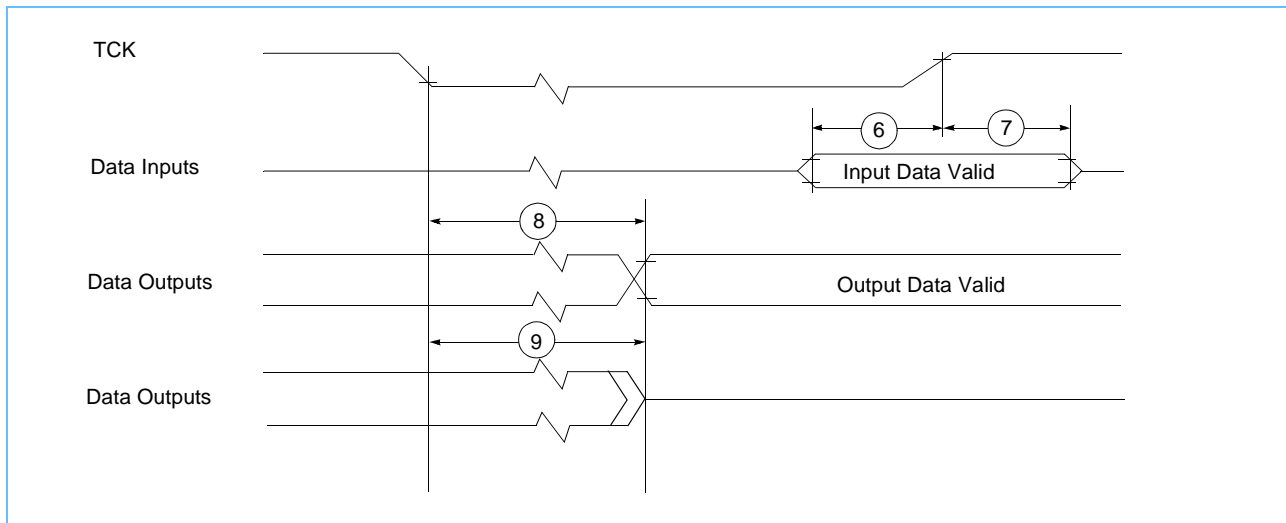 TCK
6
7
Data Inputs
Input Data Valid
8
Data Outputs
Output Data Valid
9
Data Outputs